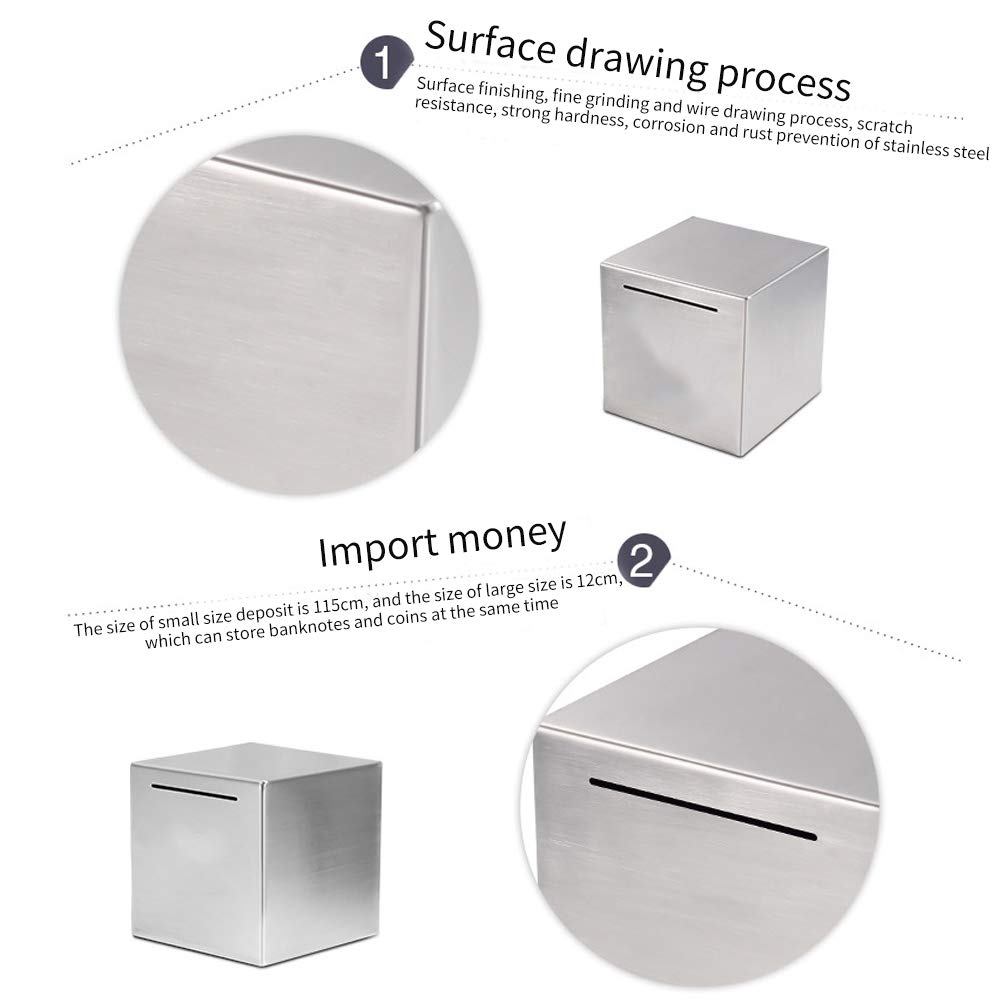 1
Surface drawing process
Surface finishing, fine grinding and wire drawing process, scratch
resistance, strong hardness, corrosion and rust prevention of stainless steel
Import money
2
The size of small size deposit is 115cm, and the size of large size is 12cm,
which can store banknotes and coins at the same time